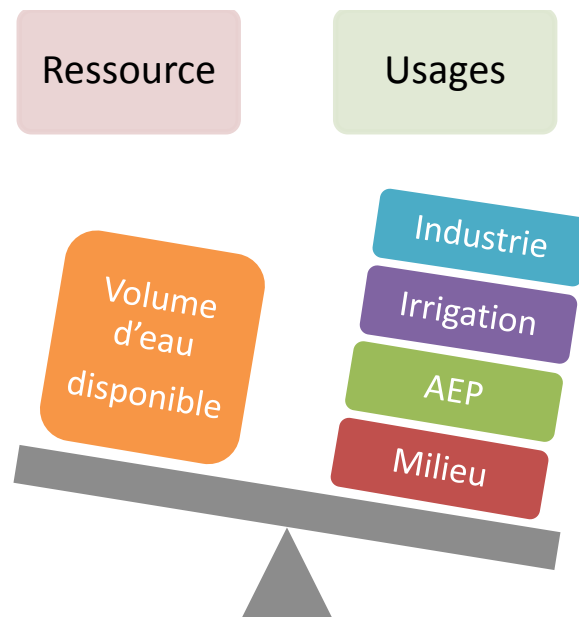 Ressource
Usages
Volume
d’eau
disponible
Industrie
Irrigation
AEP
Milieu